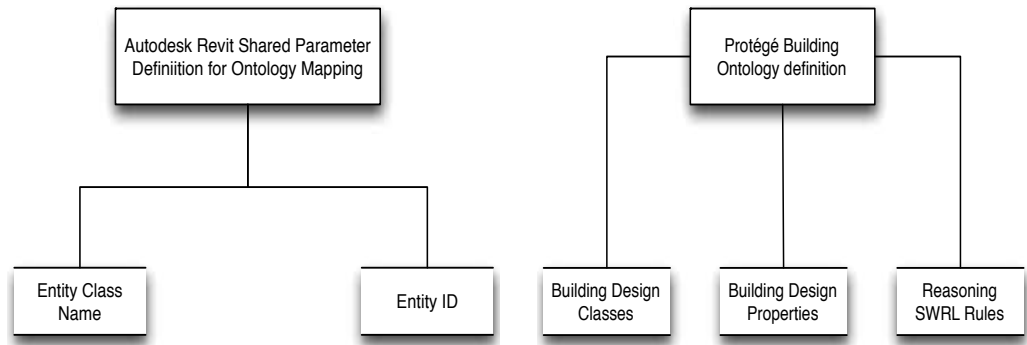 Autodesk Revit Shared Parameter
Definiition for Ontology Mapping
Entity Class
Name
Entity ID
Protégé Building
Ontology definition
Building Design
Classes
Building Design
Properties
Reasoning
SWRL Rules